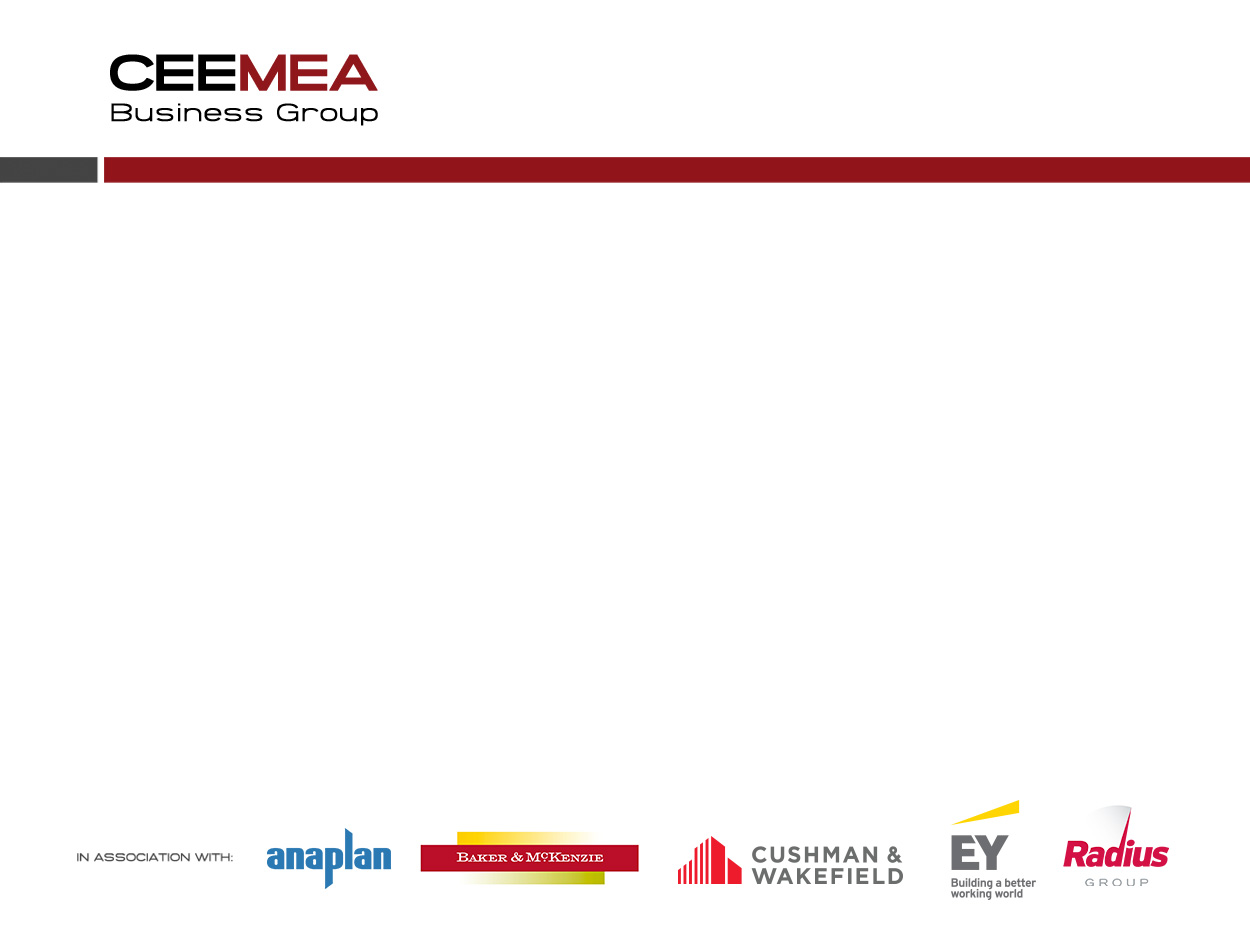 CEEMEA
Business Group
IN ASSOCIATION WITH:
anaplan
BAKER & McKENZIE
CUSHMAN &
WAKEFIELD
EY
Building a better
working world
Radius
GROUP